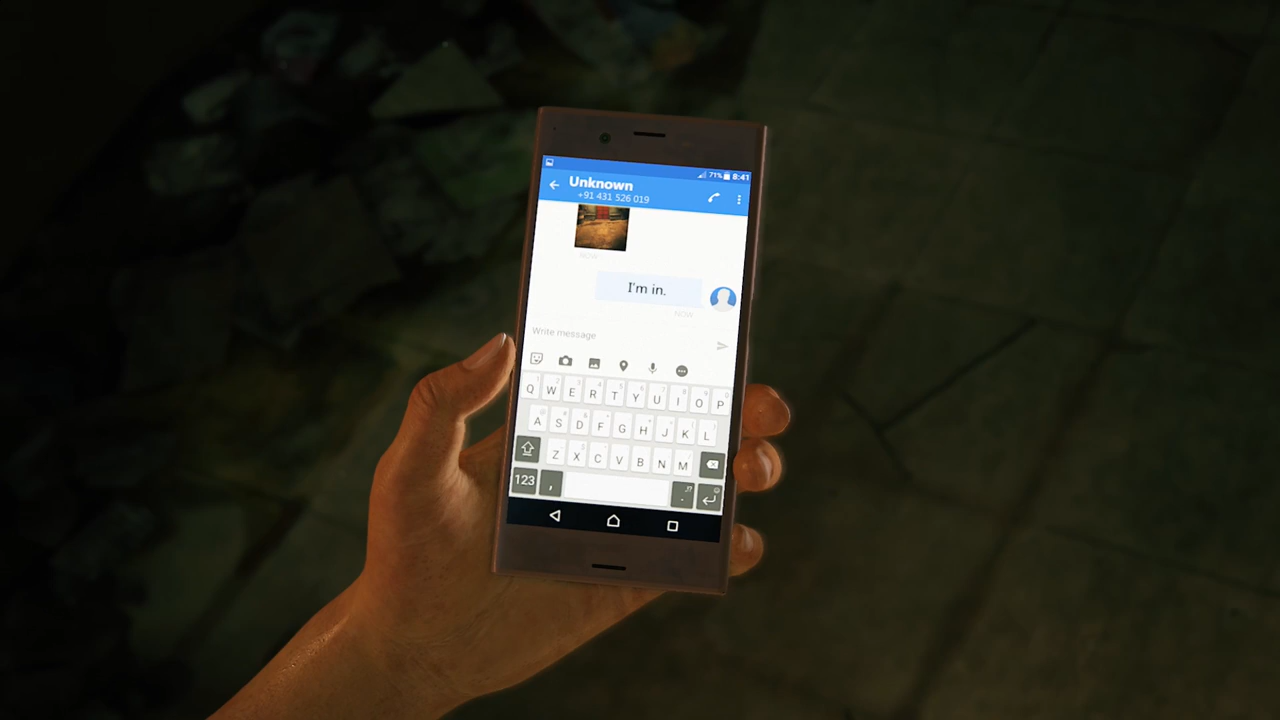 71% 8:41
Unknown
+91 431 526 019
NOW
I'm in.
NOW
Write message
Q W E R T Y U I O P
A S D F G H J K L
Z X C V B N M
123 , .